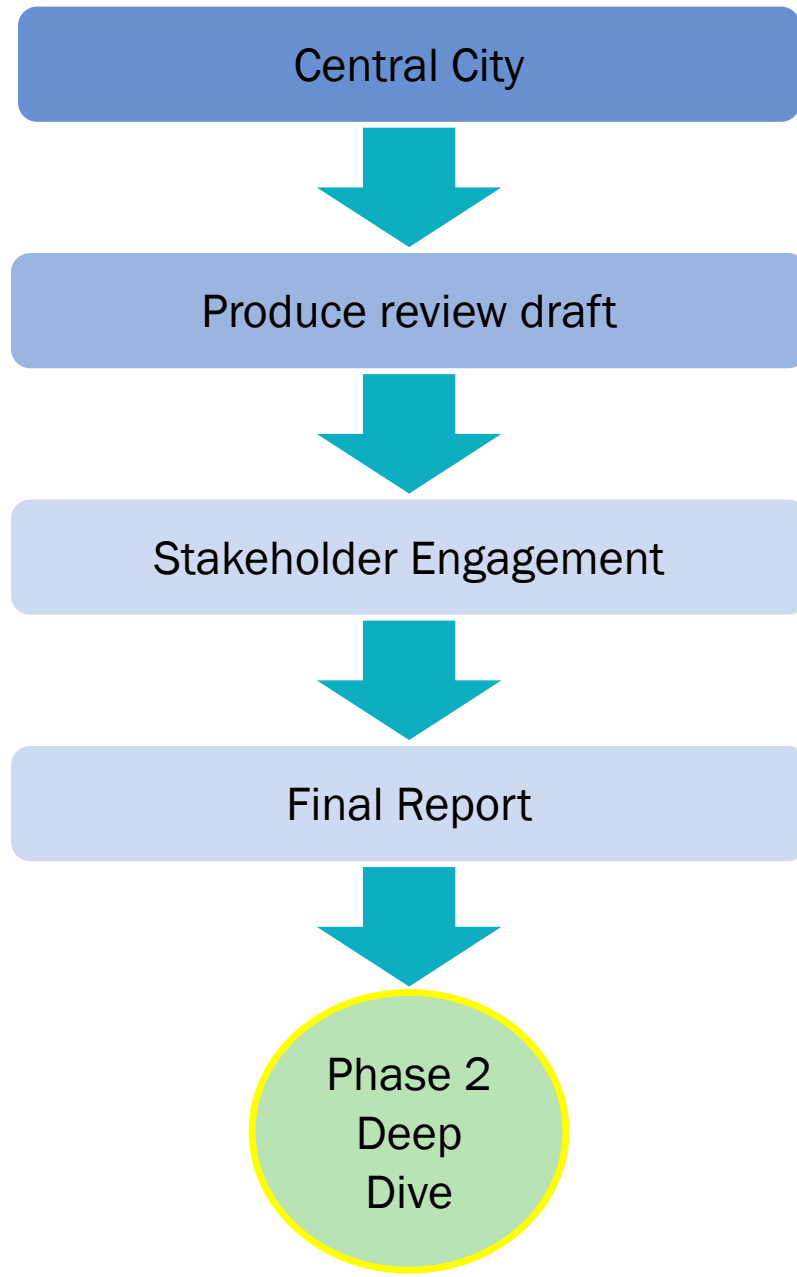 Central City
Produce review draft
Stakeholder Engagement
Final Report
Phase 2
Deep
Dive